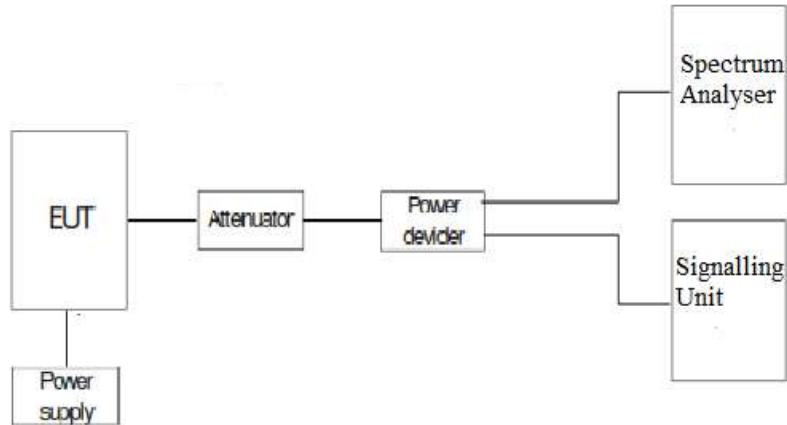 Spectrum
Analyser
EUT
Attenuator
Power
devider
Signalling
Unit
Power
supply